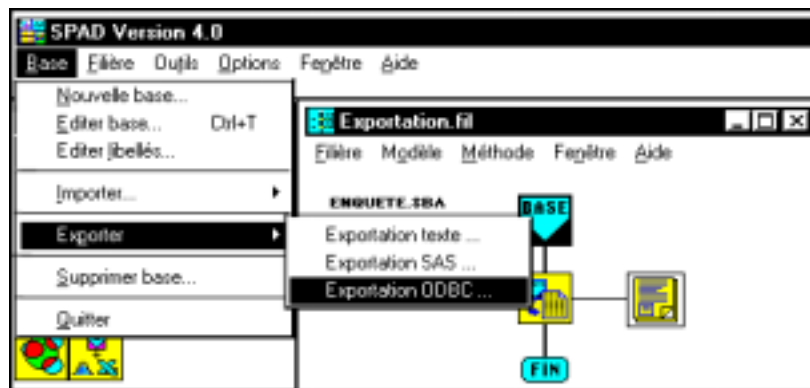 SPAD Version 4.0
Base Filière Outils Options Fenêtre Aide
Nouvelle base...
Editer base... Ctrl+T
Editer libellés...
Importer...
Exporter
Supprimer base...
Quitter
Exportation.fil
Filière Modèle Méthode Fenêtre Aide
ENQUETE.SBA
BASE
Exportation texte ...
Exportation SAS ...
Exportation ODBC ...
FIN